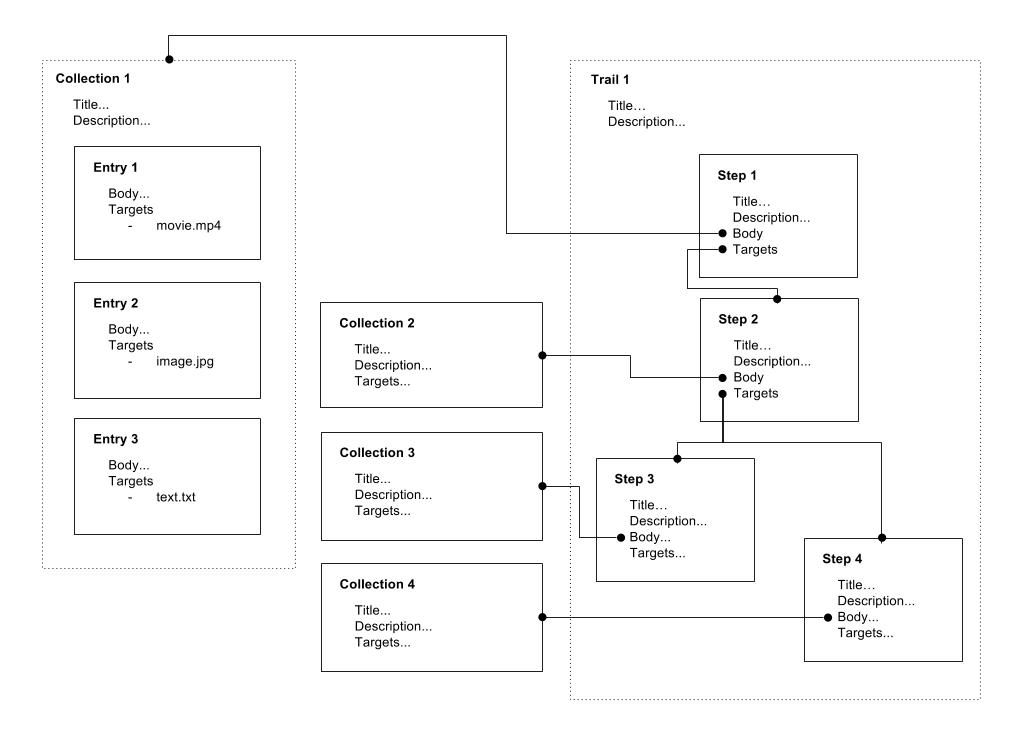 Collection 1
Title...
Description...
Entry 1
Body...
Targets
- movie.mp4
Entry 2
Body...
Targets
- image.jpg
Entry 3
Body...
Targets
- text.txt
Collection 2
Title...
Description...
Targets...
Collection 3
Title...
Description...
Targets...
Collection 4
Title...
Description...
Targets...
Trail 1
Title...
Description...
Step 1
Title...
Description...
Body
Targets
Step 2
Title...
Description...
Body
Targets
Step 3
Title...
Description...
Body...
Targets...
Step 4
Title...
Description...
Body...
Targets...